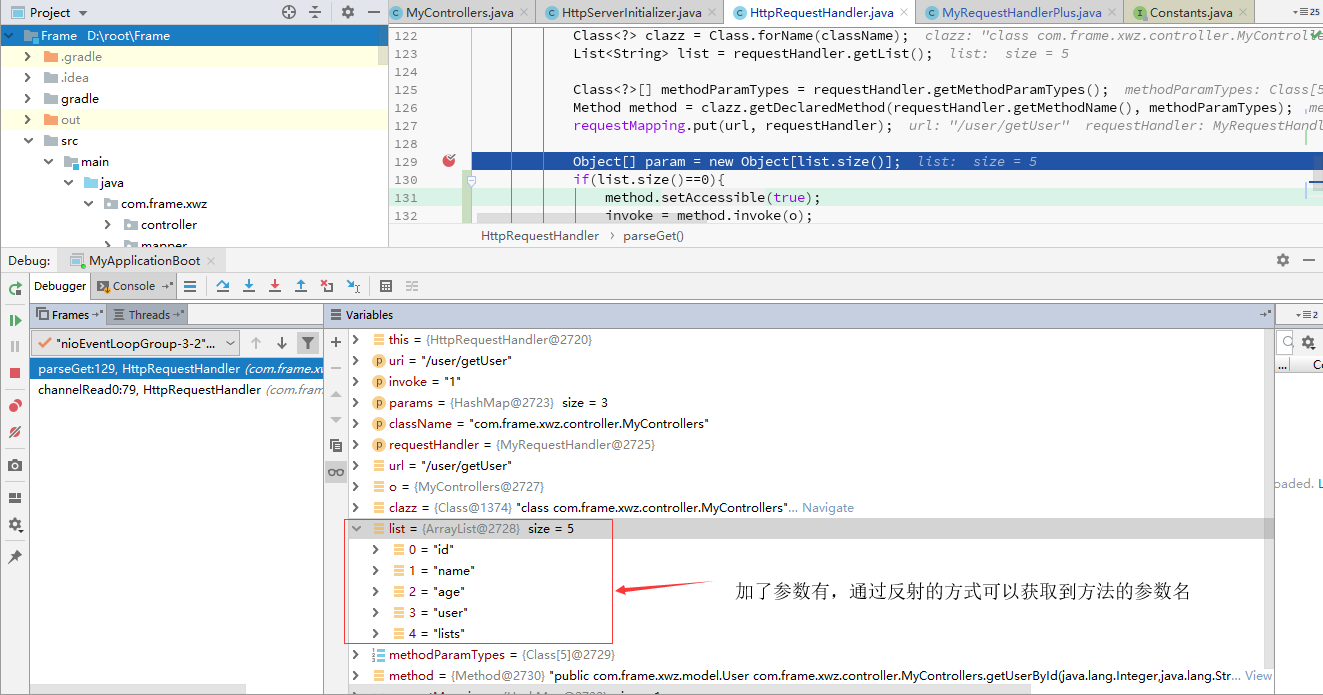 Project
MyControllers.java
HttpServerInitializer.java
HttpRequestHandler.java
MyRequestHandlerPlus.java
Constants.java
25
Frame D:\root\Frame
.gradle
.idea
gradle
out
src
main
java
com.frame.xwz
controller
mapper
122 Class<?> clazz = Class.forName(className); clazz: "class com.frame.xwz.controller.MyControlle
123 List<String> list = requestHandler.getList(); list: size = 5
124
125 Class<?>[] methodParamTypes = requestHandler.getMethodParamTypes(); methodParamTypes: Class[5
126 Method method = clazz.getDeclaredMethod(requestHandler.getMethodName(), methodParamTypes); me
127 requestMapping.put(url, requestHandler); url: "/user/getUser" requestHandler: MyRequestHandl
128
129 Object[] param = new Object[list.size()]; list: size = 5
130 if(list.size()==0){
131 method.setAccessible(true);
132 invoke = method.invoke(o);
HttpRequestHandler > parseGet()
Debug: MyApplicationBoot
Debugger Console
Frames Threads
Variables
2
"nioEventLoopGroup-3-2"...
parseGet:129, HttpRequestHandler (com.frame.xw
channelRead0:79, HttpRequestHandler (com.fram
this = {HttpRequestHandler@2720}
uri = "/user/getUser"
invoke = "1"
params = {HashMap@2723} size = 3
className = "com.frame.xwz.controller.MyControllers"
requestHandler = {MyRequestHandler@2725}
url = "/user/getUser"
o = {MyControllers@2727}
clazz = {Class@1374} "class com.frame.xwz.controller.MyControllers"... Navigate
list = {ArrayList@2728} size = 5
0 = "id"
1 = "name"
2 = "age"
3 = "user"
4 = "lists"
加了参数有，通过反射的方式可以获取到方法的参数名
methodParamTypes = {Class[5]@2729}
method = {Method@2730} "public com.frame.xwz.model.User com.frame.xwz.controller.MyControllers.getUserById(java.lang.Integer,java.lang.Str... View
... Co
oaded. L